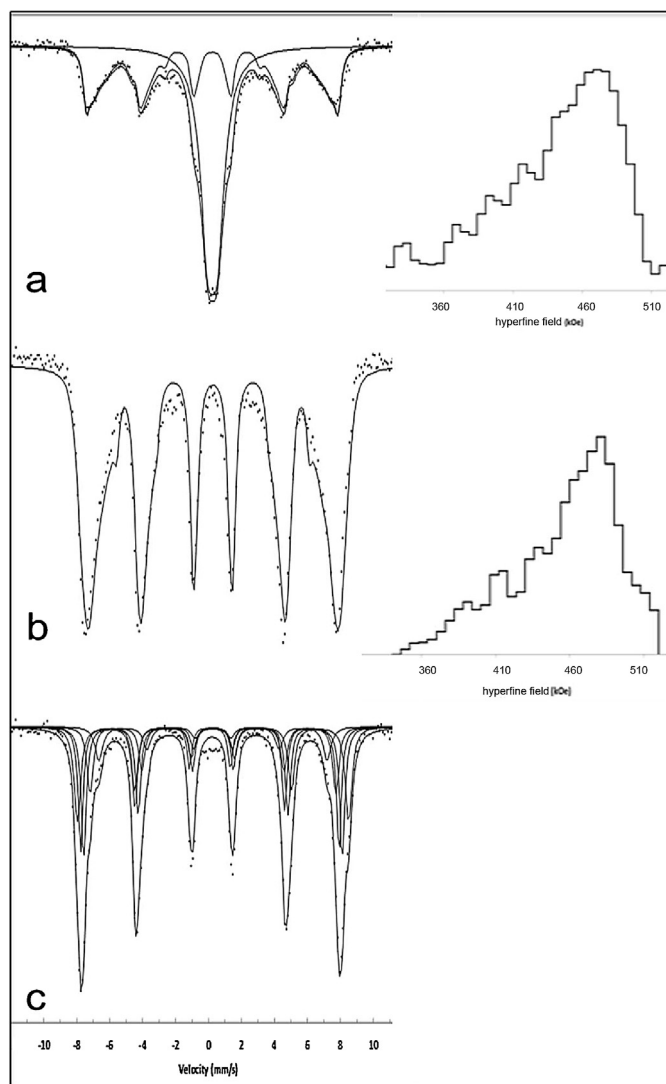 a
360 410 460 510
hyperfine field (kOe)
b
360 410 460 510
hyperfine field (kOe)
c
-10 -8 -6 -4 -2 0 2 4 6 8 10
Velocity (mm/s)